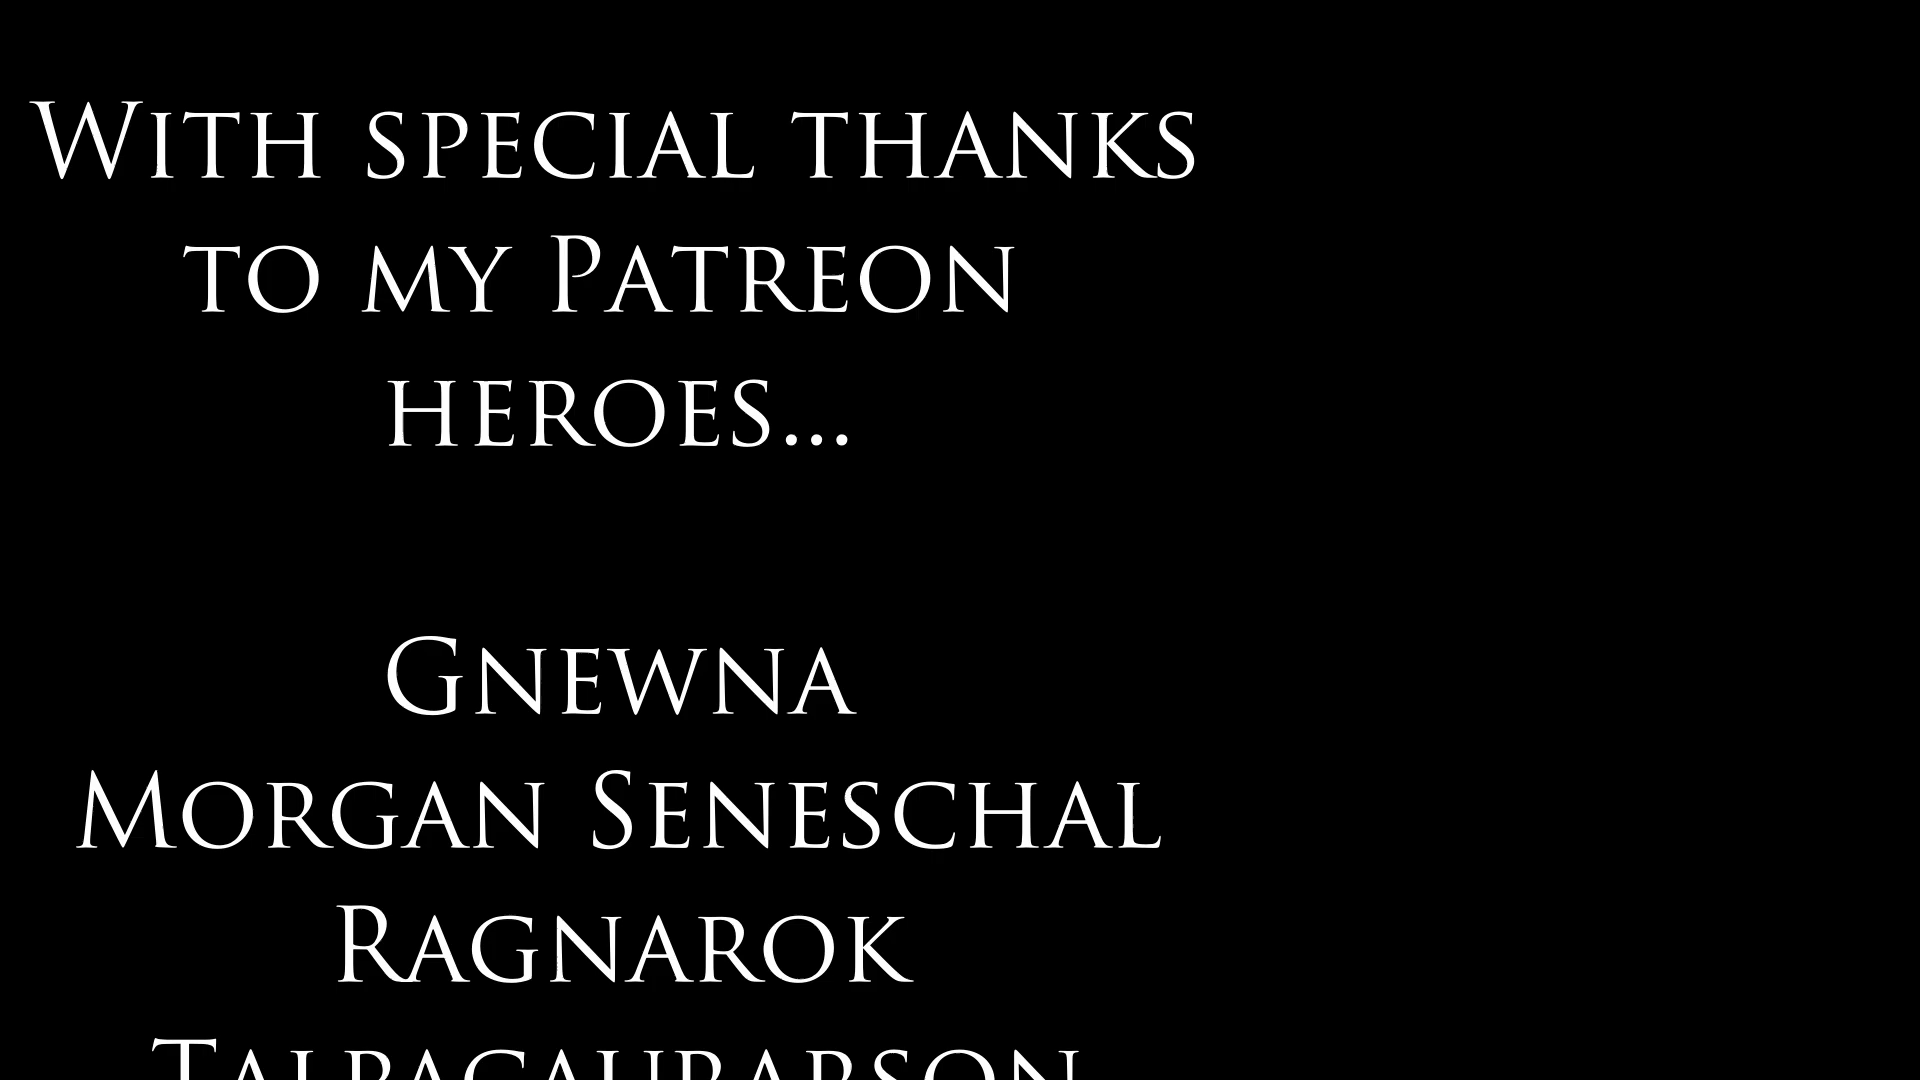 With special thanks
to my Patreon
heroes...
Gnewna
Morgan Seneschal
Ragnarok